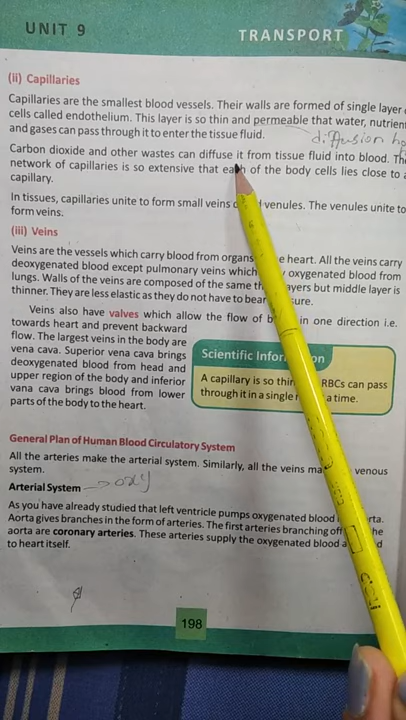 UNIT 9
TRANSPORT
(ii) Capillaries
Capillaries are the smallest blood vessels. Their walls are formed of single layer
cells called endothelium. This layer is so thin and permeable that water, nutrien
and gases can pass through it to enter the tissue fluid.
diffusion
Carbon dioxide and other wastes can diffuse it from tissue fluid into blood. Th
network of capillaries is so extensive that each of the body cells lies close to a
capillary.
In tissues, capillaries unite to form small veins venules. The venules unite to
form veins.
(iii) Veins
Veins are the vessels which carry blood from organs heart. All the veins carry
deoxygenated blood except pulmonary veins which oxygenated blood from
lungs. Walls of the veins are composed of the same th ayers but middle layer is
thinner. They are less elastic as they do not have to bear sure.
Veins also have valves which allow the flow of b in one direction i.e.
towards heart and prevent backward
flow. The largest veins in the body are
vena cava. Superior vena cava brings
deoxygenated blood from head and
upper region of the body and inferior
vana cava brings blood from lower
parts of the body to the heart.
Scientific Infor on
A capillary is so thin RBCs can pass
through it in a single a time.
General Plan of Human Blood Circulatory System
All the arteries make the arterial system. Similarly, all the veins ma venous
system.
Arterial System oxy
As you have already studied that left ventricle pumps oxygenated blood rta.
Aorta gives branches in the form of arteries. The first arteries branching off he
aorta are coronary arteries. These arteries supply the oxygenated blood a d
to heart itself.
198